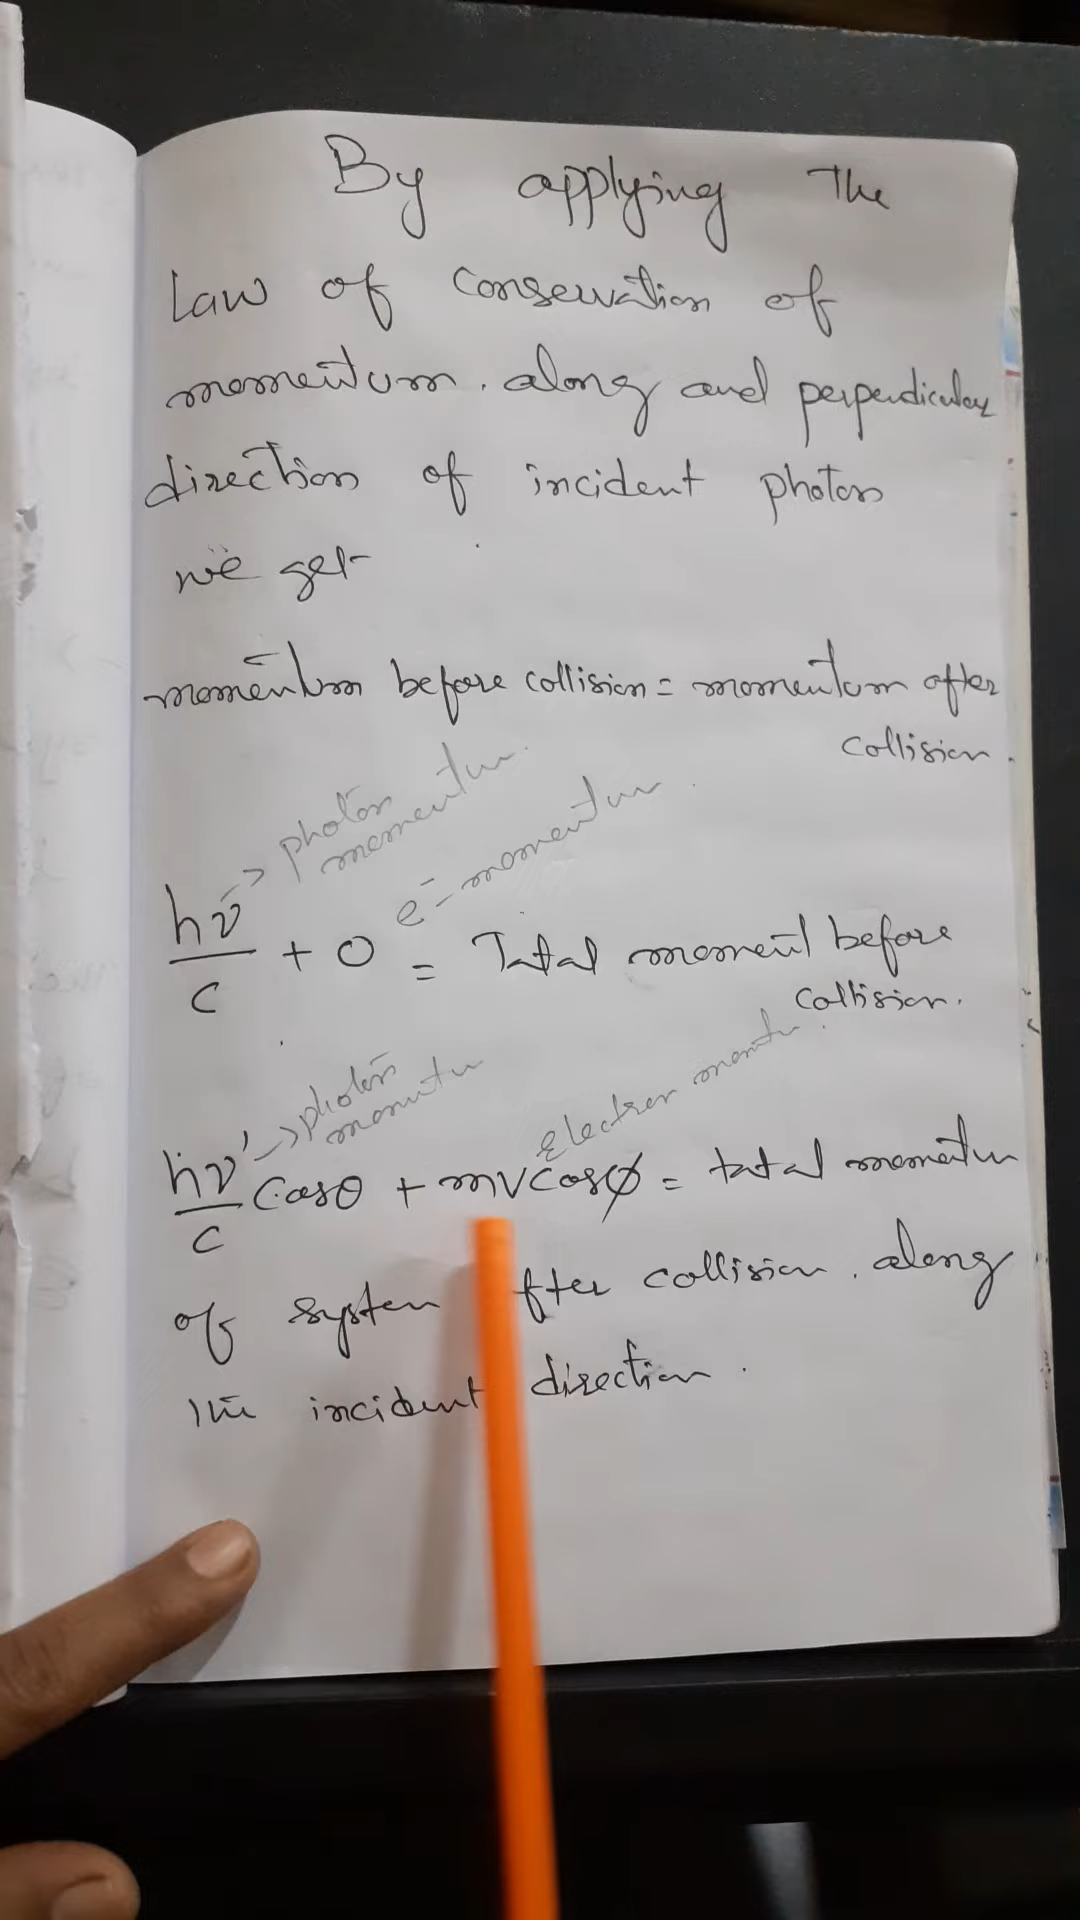 By applying The
Law of Conservation of
momentum. along and perpendicular
direction of incident photon
we get
momentum before collision = momentum after
collision.
→ photon
momentum
e⁻ momentum
hν/c + 0 = Total moment before
collision.
→ photon
momentu
Electron momentu
hν'/c Cosθ + mvcosϕ = total momentum
of system after collision. along
The incident direction.